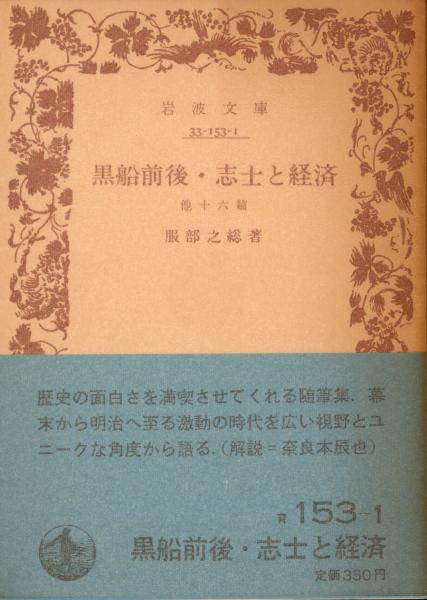 岩波文庫
33-153-1
黒船前後・志士と経済
他十六篇
服部之総著
歴史の面白さを満喫させてくれる随筆集．幕
末から明治へ至る激動の時代を広い視野とユ
ニークな角度から語る．（解説＝奈良本辰也）
青 153-1
黒船前後・志士と経済
定価350円